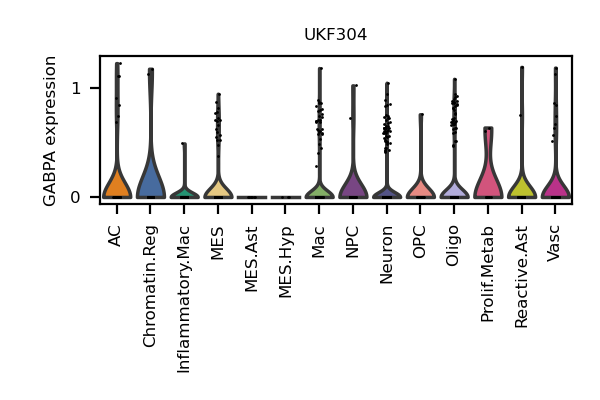 UKF304
GABPA expression
1
0
AC
Chromatin.Reg
Inflammatory.Mac
MES
MES.Ast
MES.Hyp
Mac
NPC
Neuron
OPC
Oligo
Prolif.Metab
Reactive.Ast
Vasc